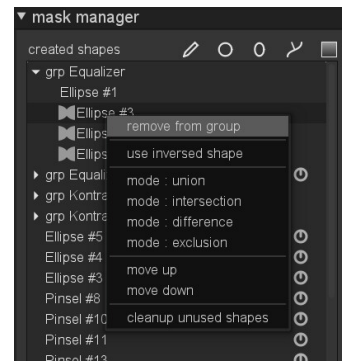 mask manager
created shapes
grp Equalizer
Ellipse #1
Ellipse #3
remove from group
use inversed shape
grp Equali
mode : union
grp Kontra
mode : intersection
grp Kontra
mode : difference
Ellipse #5
mode : exclusion
Ellipse #4
move up
Ellipse #3
move down
Pinsel #8
Pinsel #10
cleanup unused shapes
Pinsel #11
Pinsel #13